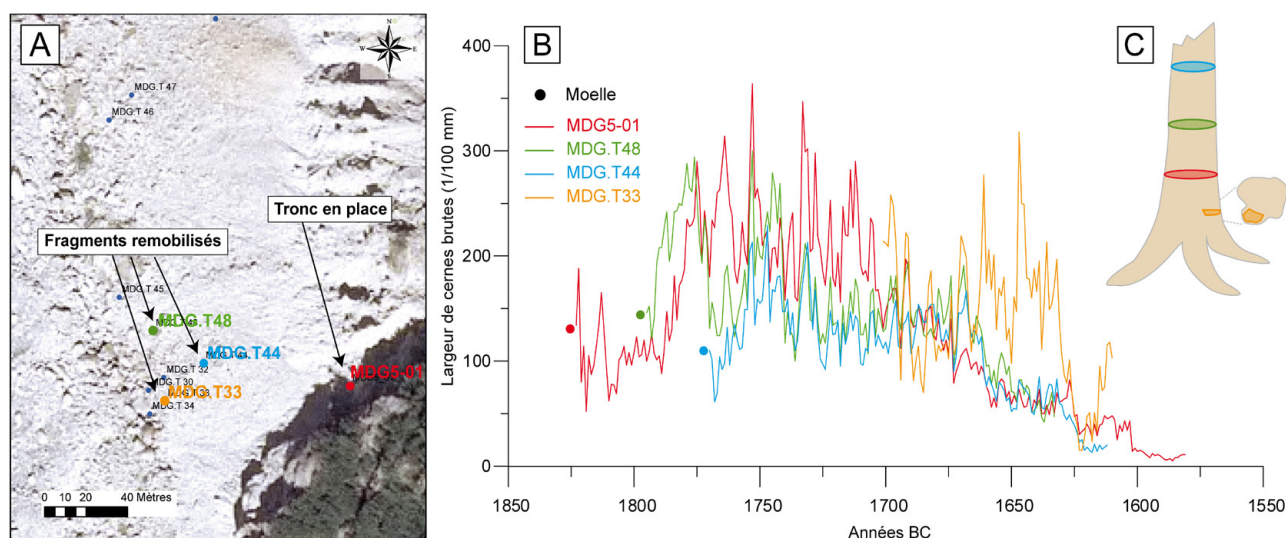 A
N
W
E
S
MDG.T 47
MDG.T 46
Tronc en place
Fragments remobilisés
MDG.T 45
MDG.T48
MDG.T44
MDG.T 32
MDG.T 30
MDG5-01
MDG.T33
MDG.T 34
0 10 20 40 Mètres
B
Largeur de cernes brutes (1/100 mm)
400
300
200
100
0
Moelle
MDG5-01
MDG.T48
MDG.T44
MDG.T33
1850 1800 1750 1700 1650 1600 1550
Années BC
C